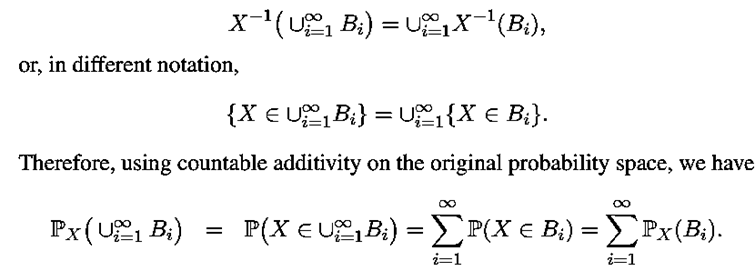 X^{-1}( ∪_{i=1}^∞ B_i) = ∪_{i=1}^∞ X^{-1}(B_i),
or, in different notation,
{X ∈ ∪_{i=1}^∞ B_i} = ∪_{i=1}^∞ {X ∈ B_i}.
Therefore, using countable additivity on the original probability space, we have
ℙ_X( ∪_{i=1}^∞ B_i) = ℙ(X ∈ ∪_{i=1}^∞ B_i) = ∑_{i=1}^∞ ℙ(X ∈ B_i) = ∑_{i=1}^∞ ℙ_X(B_i).